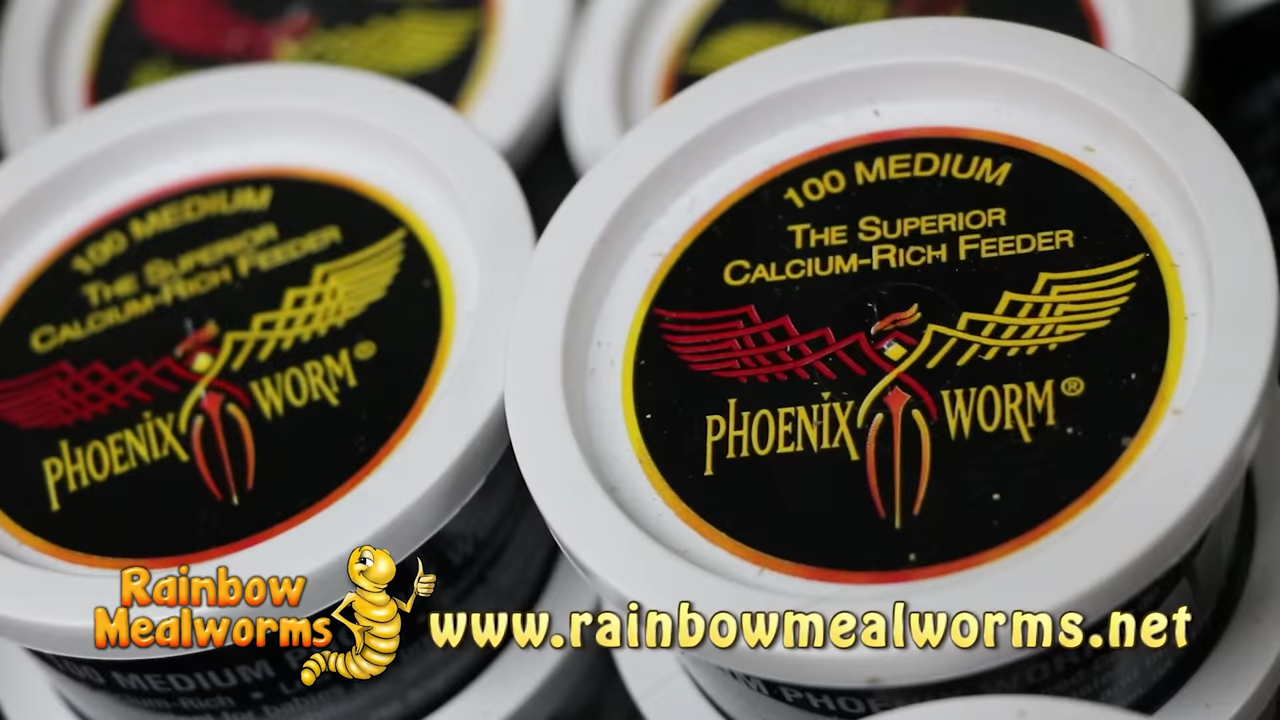 100 MEDIUM
THE SUPERIOR
CALCIUM-RICH FEEDER
PHOENIX WORM®
100 MEDIUM
THE SUPERIOR
CALCIUM-RICH FEEDER
PHOENIX WORM®
Rainbow
Mealworms
www.rainbowmealworms.net
100 MEDIUM